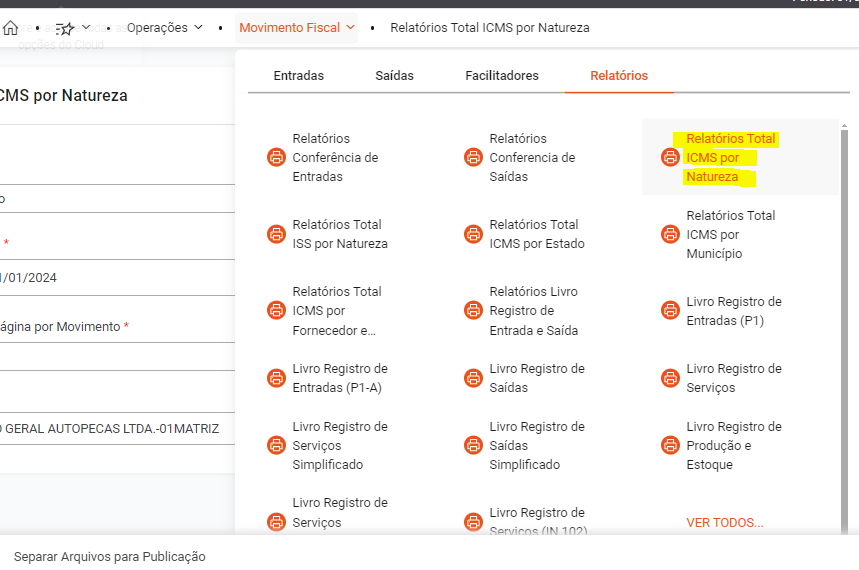 Operações
Movimento Fiscal
Relatórios Total ICMS por Natureza
opções do Cloud
Entradas
Saídas
Facilitadores
Relatórios
CMS por Natureza
o
*
/01/2024
ágina por Movimento *
GERAL AUTOPECAS LTDA.-01MATRIZ
Relatórios
Conferência de
Entradas
Relatórios
Conferencia de
Saídas
Relatórios Total
ICMS por
Natureza
Relatórios Total
ISS por Natureza
Relatórios Total
ICMS por Estado
Relatórios Total
ICMS por
Município
Relatórios Total
ICMS por
Fornecedor e...
Relatórios Livro
Registro de
Entrada e Saída
Livro Registro de
Entradas (P1)
Livro Registro de
Entradas (P1-A)
Livro Registro de
Saídas
Livro Registro de
Serviços
Livro Registro de
Serviços
Simplificado
Livro Registro de
Saídas
Simplificado
Livro Registro de
Produção e
Estoque
Livro Registro de
Serviços
Livro Registro de
Serviços (IN 102)
VER TODOS...
Separar Arquivos para Publicação